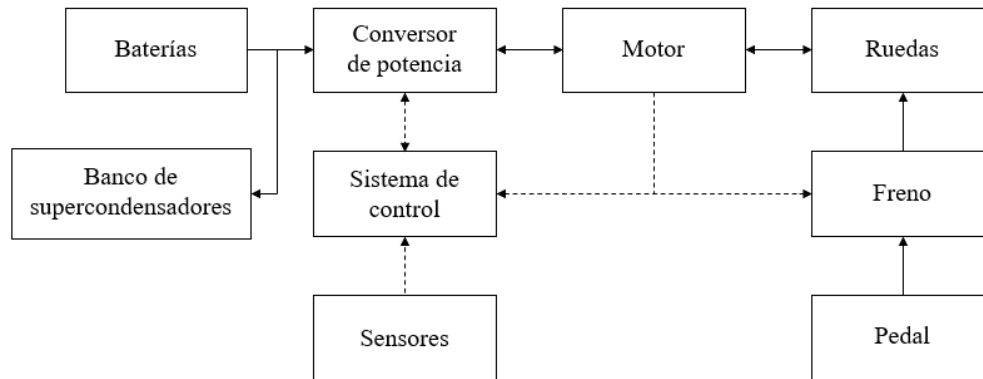 Baterías
Conversor
de potencia
Motor
Ruedas
Banco de
supercondensadores
Sistema de
control
Freno
Sensores
Pedal